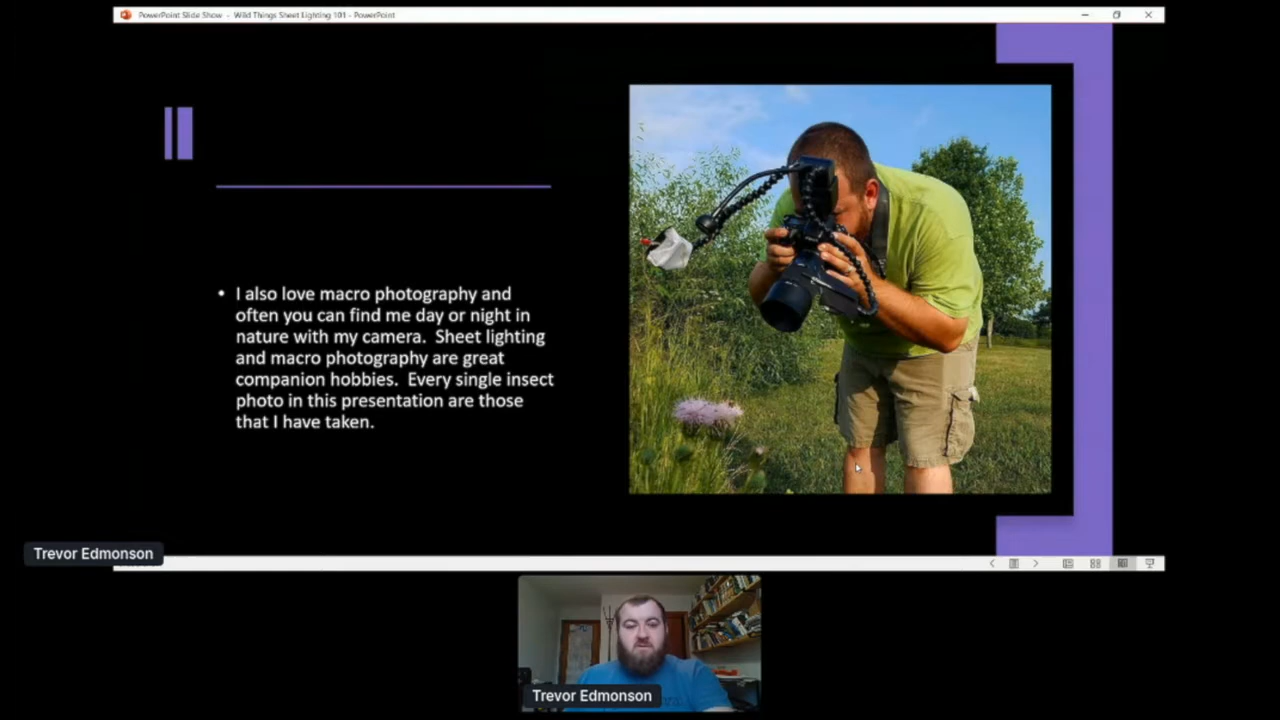 PowerPoint Slide Show - Wild Things Sheet Lighting 101 - PowerPoint
• I also love macro photography and
often you can find me day or night in
nature with my camera.  Sheet lighting
and macro photography are great
companion hobbies.  Every single insect
photo in this presentation are those
that I have taken.
Trevor Edmonson
Trevor Edmonson